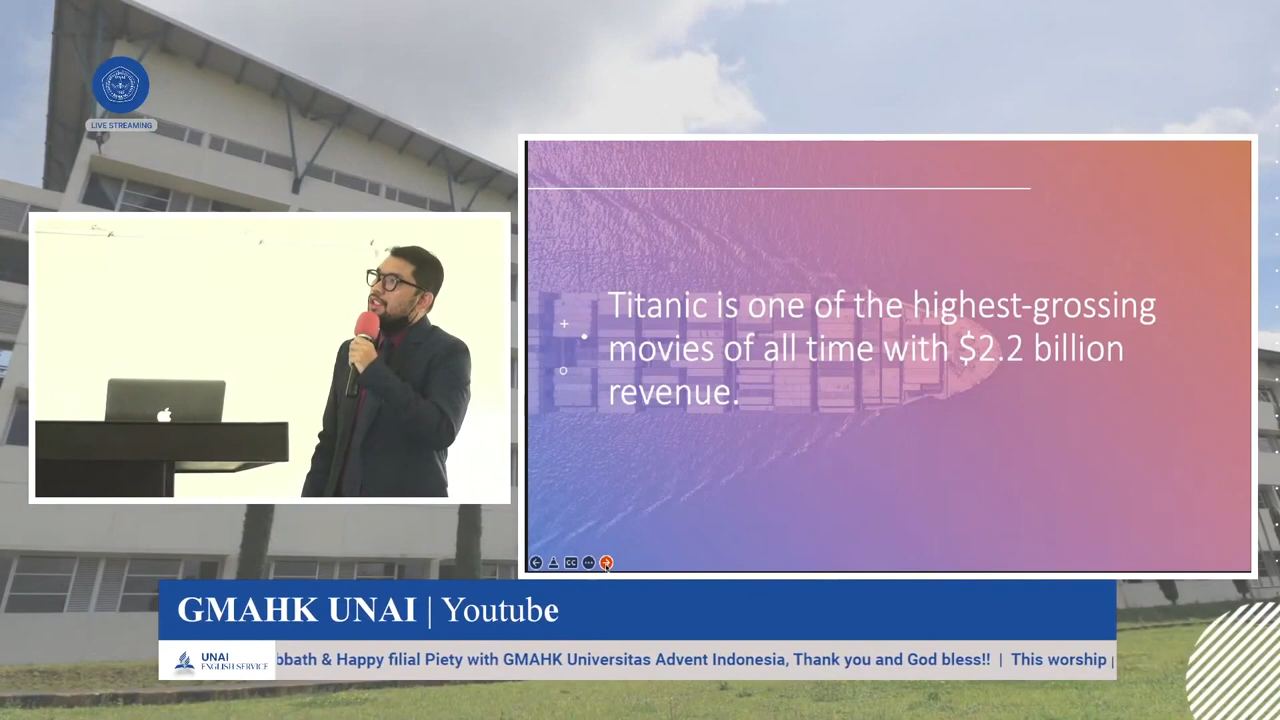 LIVE STREAMING
Titanic is one of the highest-grossing
movies of all time with $2.2 billion
revenue.
CC
GMAHK UNAI | Youtube
UNAI
ENGLISH SERVICE
bbath & Happy filial Piety with GMAHK Universitas Advent Indonesia, Thank you and God bless!! | This worship